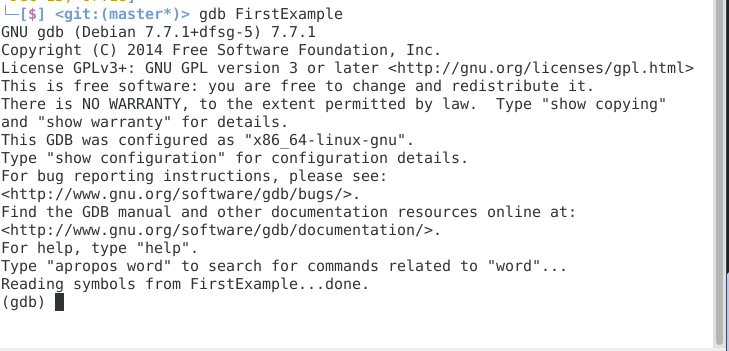 └─[$] <git:(master*)> gdb FirstExample
GNU gdb (Debian 7.7.1+dfsg-5) 7.7.1
Copyright (C) 2014 Free Software Foundation, Inc.
License GPLv3+: GNU GPL version 3 or later <http://gnu.org/licenses/gpl.html>
This is free software: you are free to change and redistribute it.
There is NO WARRANTY, to the extent permitted by law.  Type "show copying"
and "show warranty" for details.
This GDB was configured as "x86_64-linux-gnu".
Type "show configuration" for configuration details.
For bug reporting instructions, please see:
<http://www.gnu.org/software/gdb/bugs/>.
Find the GDB manual and other documentation resources online at:
<http://www.gnu.org/software/gdb/documentation/>.
For help, type "help".
Type "apropos word" to search for commands related to "word"...
Reading symbols from FirstExample...done.
(gdb)